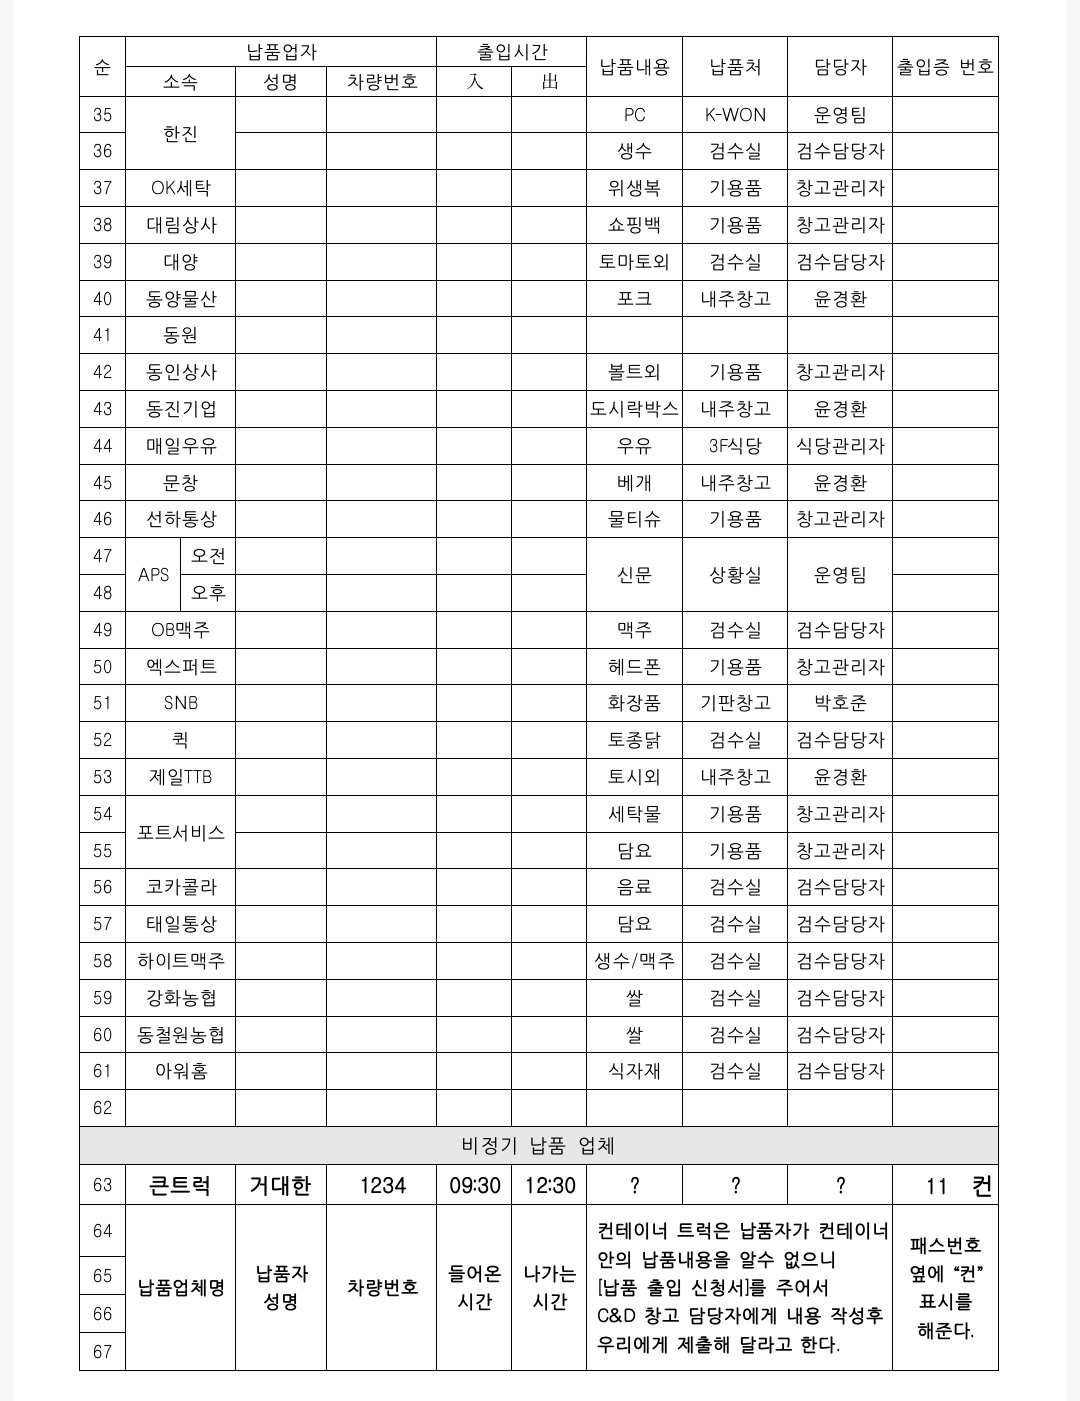 순 납품업자 출입시간 납품내용 납품처 담당자 출입증 번호
소속 성명 차량번호 入 出
35 한진 PC K-WON 운영팀
36 생수 검수실 검수담당자
37 OK세탁 위생복 기용품 창고관리자
38 대림상사 쇼핑백 기용품 창고관리자
39 대양 토마토외 검수실 검수담당자
40 동양물산 포크 내주창고 윤경환
41 동원
42 동인상사 볼트외 기용품 창고관리자
43 동진기업 도시락박스 내주창고 윤경환
44 매일우유 우유 3F식당 식당관리자
45 문창 베개 내주창고 윤경환
46 선하통상 물티슈 기용품 창고관리자
47 APS 오전 신문 상황실 운영팀
48 오후
49 OB맥주 맥주 검수실 검수담당자
50 엑스퍼트 헤드폰 기용품 창고관리자
51 SNB 화장품 기판창고 박호준
52 퀵 토종닭 검수실 검수담당자
53 제일TTB 토시외 내주창고 윤경환
54 포트서비스 세탁물 기용품 창고관리자
55 담요 기용품 창고관리자
56 코카콜라 음료 검수실 검수담당자
57 태일통상 담요 검수실 검수담당자
58 하이트맥주 생수/맥주 검수실 검수담당자
59 강화농협 쌀 검수실 검수담당자
60 동철원농협 쌀 검수실 검수담당자
61 아워홈 식자재 검수실 검수담당자
62
비정기 납품 업체
63 큰트럭 거대한 1234 09:30 12:30 ? ? ? 11 컨
64
65
66
67
납품업체명
납품자
성명
차량번호
들어온
시간
나가는
시간
컨테이너 트럭은 납품자가 컨테이너
안의 납품내용을 알수 없으니
[납품 출입 신청서]를 주어서
C&D 창고 담당자에게 내용 작성후
우리에게 제출해 달라고 한다.
패스번호
옆에 “컨”
표시를
해준다.